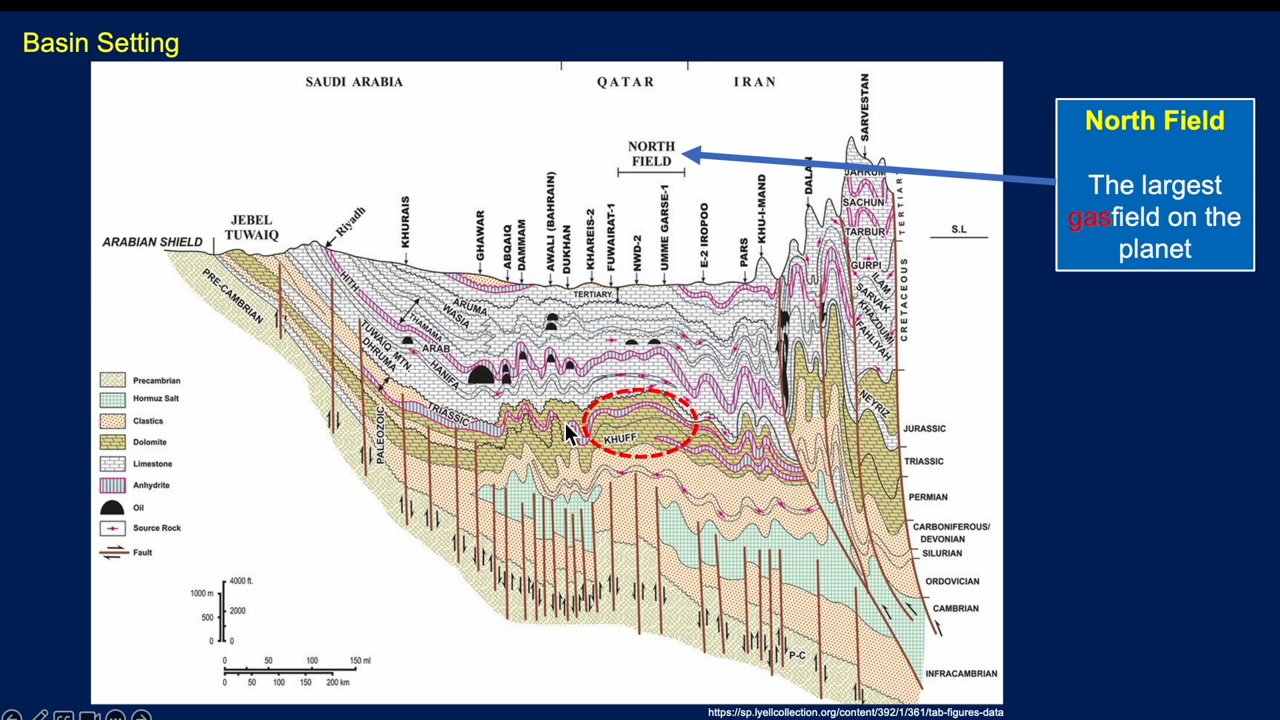 Basin Setting
SAUDI ARABIA
QATAR
IRAN
NORTH
FIELD
North Field
The largest
gasfield on the
planet
ARABIAN SHIELD
JEBEL
TUWAIQ
Riyadh
KHURAIS
GHAWAR
ABQAIQ
DAMMAM
AWALI (BAHRAIN)
DUKHAN
KHAREIS-2
FUWAIRAT-1
NWD-2
UMME GARSE-1
E-2 IROPOO
PARS
KHU-I-MAND
DALAN
SARVESTAN
S.L
JAHRUM
SACHUN
TARBUR
GURPI
ILAM
SARVAK
KHAZDUMI
FAHLIYAH
NEYRIZ
TERTIARY
CRETACEOUS
PRE-CAMBRIAN
HITH
TUWAIQ MTN.
DHRUMA
THAMAMA
ARUMA
WASIA
ARAB
HANIFA
TERTIARY
TRIASSIC
PALEOZOIC
KHUFF
P-C
JURASSIC
TRIASSIC
PERMIAN
CARBONIFEROUS/
DEVONIAN
SILURIAN
ORDOVICIAN
CAMBRIAN
INFRACAMBRIAN
Precambrian
Hormuz Salt
Clastics
Dolomite
Limestone
Anhydrite
Oil
Source Rock
Fault
4000 ft.
1000 m
2000
500
0
0
0 50 100 150 ml
0 50 100 150 200 km
https://sp.lyellcollection.org/content/392/1/361/tab-figures-data